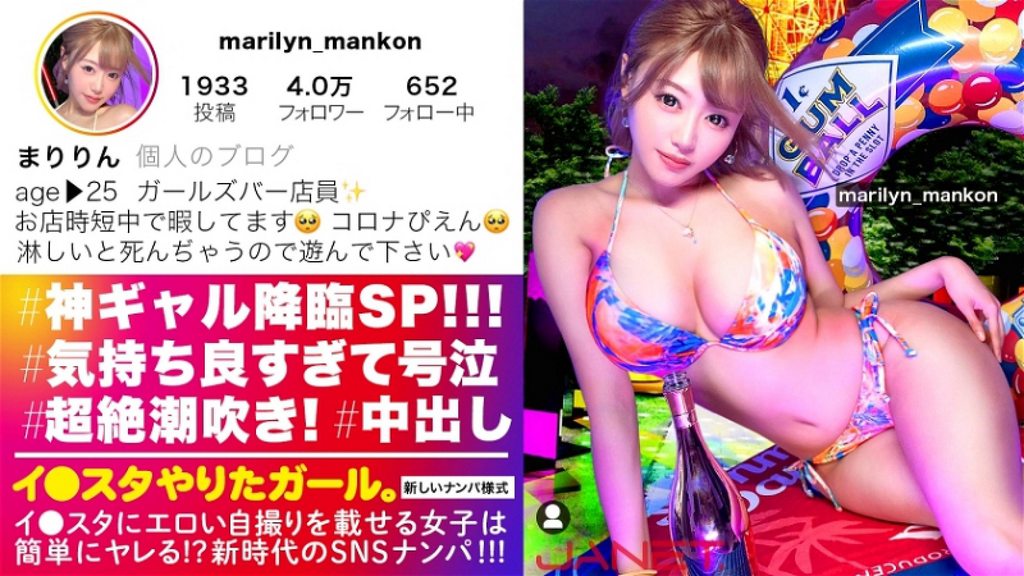 marilyn_mankon
1933 4.0万 652
投稿 フォロワー フォロー中
まりりん 個人のブログ
age▶25 ガールズバー店員✨
お店時短中で暇してます🥺 コロナぴえん🥺
淋しいと死んぢゃうので遊んで下さい💖
#神ギャル降臨SP!!!
#気持ち良すぎて号泣
#超絶潮吹き! #中出し
イ●スタやりたガール。 新しいナンパ様式
イ●スタにエロい自撮りを載せる女子は
簡単にヤレる!?新時代のSNSナンパ!!!
1c
GUM
BALL
DROP A PENNY
IN THE SLOT
marilyn_mankon
JANET
PRODUCER